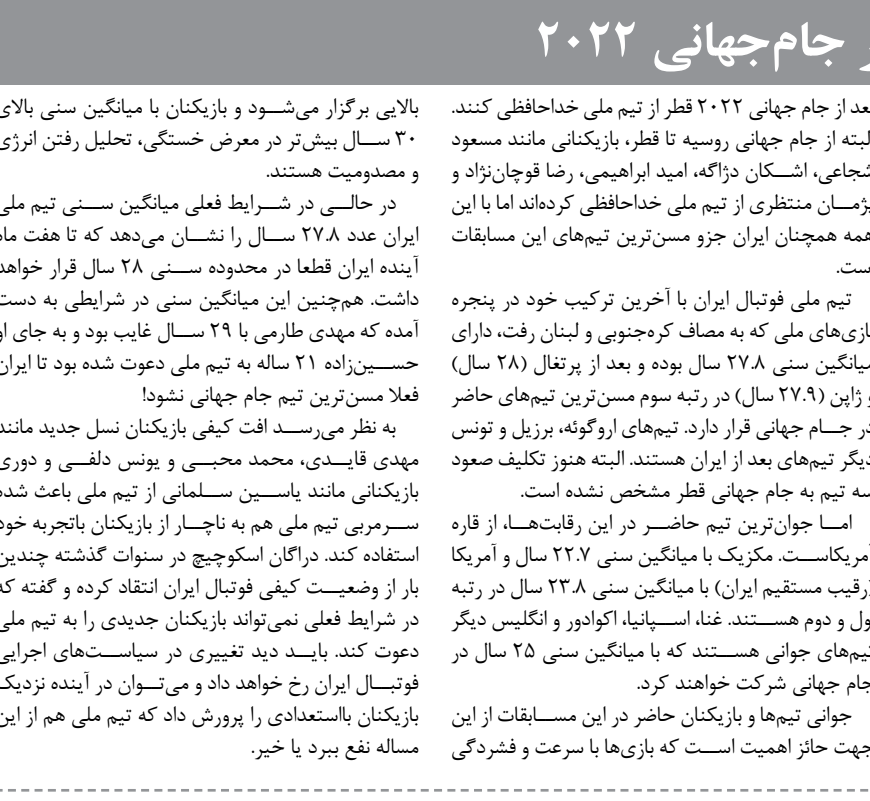 جام‌جهانی ۲۰۲۲
بعد از جام جهانی ۲۰۲۲ قطر از تیم ملی خداحافظی کنند.
البته از جام جهانی روسیه تا قطر، بازیکنانی مانند مسعود
شجاعی، اشکان دژاگه، امید ابراهیمی، رضا قوچان‌نژاد و
پژمان منتظری از تیم ملی خداحافظی کرده‌اند اما با این
همه همچنان ایران جزو مسن‌ترین تیم‌های این مسابقات
است.
تیم ملی فوتبال ایران با آخرین ترکیب خود در پنجره
بازی‌های ملی که به مصاف کره‌جنوبی و لبنان رفت، دارای
میانگین سنی ۲۷.۸ سال بوده و بعد از پرتغال (۲۸ سال)
و ژاپن (۲۷.۹ سال) در رتبه سوم مسن‌ترین تیم‌های حاضر
در جام جهانی قرار دارد. تیم‌های اروگوئه، برزیل و تونس
دیگر تیم‌های بعد از ایران هستند. البته هنوز تکلیف صعود
سه تیم به جام جهانی قطر مشخص نشده است.
اما جوان‌ترین تیم حاضر در این رقابت‌ها، از قاره
آمریکاست. مکزیک با میانگین سنی ۲۲.۷ سال و آمریکا
(رقیب مستقیم ایران) با میانگین سنی ۲۳.۸ سال در رتبه
اول و دوم هستند. غنا، اسپانیا، اکوادور و انگلیس دیگر
تیم‌های جوانی هستند که با میانگین سنی ۲۵ سال در
جام جهانی شرکت خواهند کرد.
جوانی تیم‌ها و بازیکنان حاضر در این مسابقات از این
جهت حائز اهمیت است که بازی‌ها با سرعت و فشردگی
بالایی برگزار می‌شود و بازیکنان با میانگین سنی بالای
۳۰ سال بیش‌تر در معرض خستگی، تحلیل رفتن انرژی
و مصدومیت هستند.
در حالی در شرایط فعلی میانگین سنی تیم ملی
ایران عدد ۲۷.۸ سال را نشان می‌دهد که تا هفت ماه
آینده ایران قطعا در محدوده سنی ۲۸ سال قرار خواهد
داشت. هم‌چنین این میانگین سنی در شرایطی به دست
آمده که مهدی طارمی با ۲۹ سال غایب بود و به جای او
حسین‌زاده ۲۱ ساله به تیم ملی دعوت شده بود تا ایران
فعلا مسن‌ترین تیم جام جهانی نشود!
به نظر می‌رسد افت کیفی بازیکنان نسل جدید مانند
مهدی قایدی، محمد محبی و یونس دلفی و دوری
بازیکنانی مانند یاسین سلمانی از تیم ملی باعث شده
سرمربی تیم ملی هم به ناچار از بازیکنان باتجربه خود
استفاده کند. دراگان اسکوچیچ در سنوات گذشته چندین
بار از وضعیت کیفی فوتبال ایران انتقاد کرده و گفته که
در شرایط فعلی نمی‌تواند بازیکنان جدیدی را به تیم ملی
دعوت کند. باید دید تغییری در سیاست‌های اجرایی
فوتبال ایران رخ خواهد داد و می‌توان در آینده نزدیک
بازیکنان بااستعدادی را پرورش داد که تیم ملی هم از این
مساله نفع ببرد یا خیر.